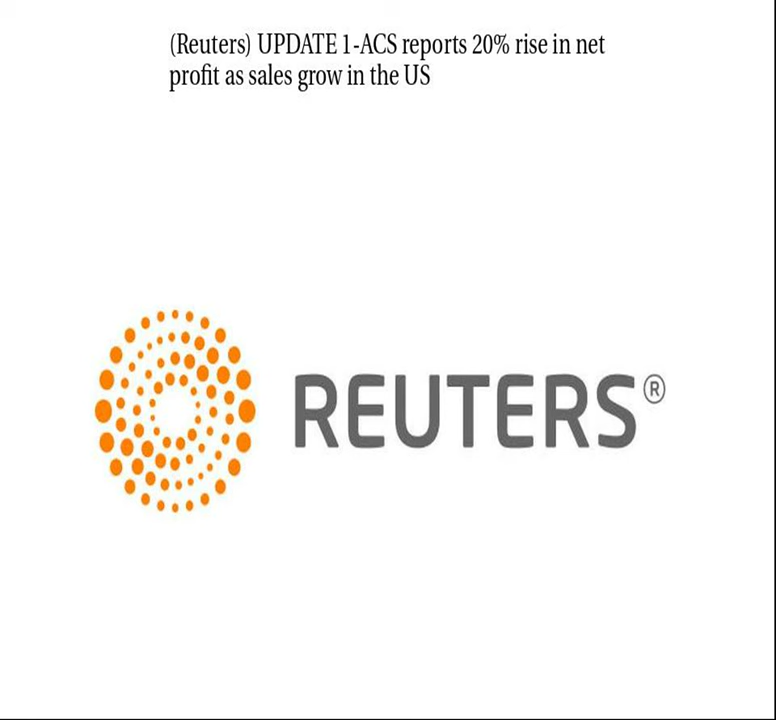 (Reuters) UPDATE 1-ACS reports 20% rise in net
profit as sales grow in the US
REUTERS®